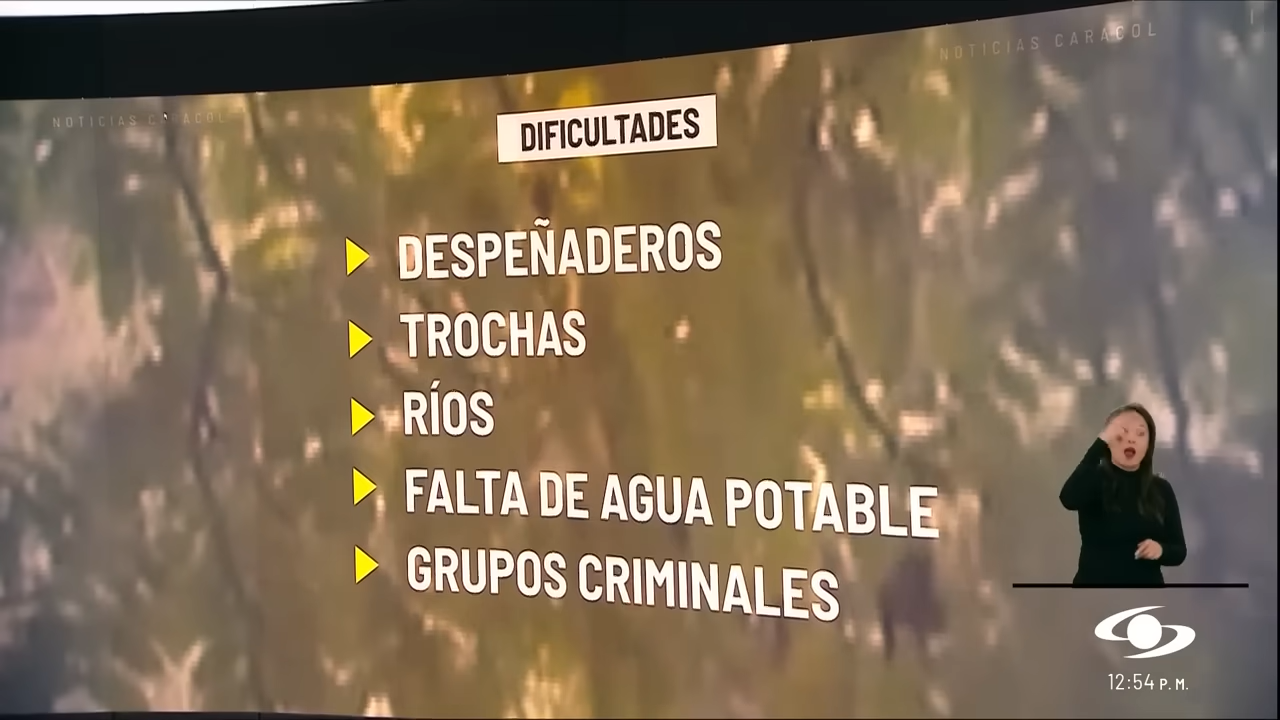 NOTICIAS CARACOL
NOTICIAS CARACOL
DIFICULTADES
DESPEÑADEROS
TROCHAS
RÍOS
FALTA DE AGUA POTABLE
GRUPOS CRIMINALES
12:54 P.M.